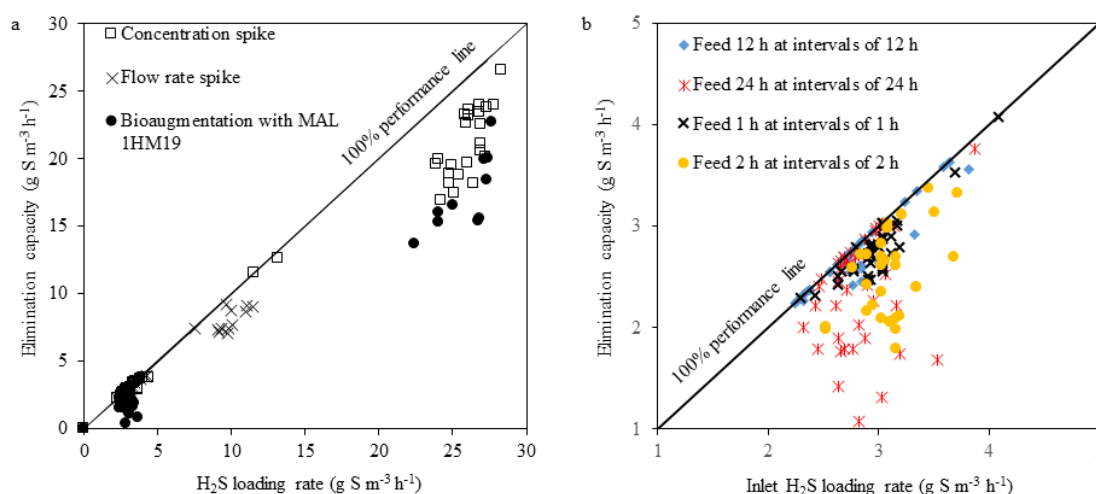 a
30
25
20
15
10
5
0
Elimination capacity (g S m-3 h-1)
Concentration spike
Flow rate spike
Bioaugmentation with MAL
1HM19
100% performance line
0 5 10 15 20 25 30
H2S loading rate (g S m-3 h-1)
b
5
4
3
2
1
Elimination capacity (g S m-3 h-1)
Feed 12 h at intervals of 12 h
Feed 24 h at intervals of 24 h
Feed 1 h at intervals of 1 h
Feed 2 h at intervals of 2 h
100% performance line
1 2 3 4
Inlet H2S loading rate (g S m-3 h-1)